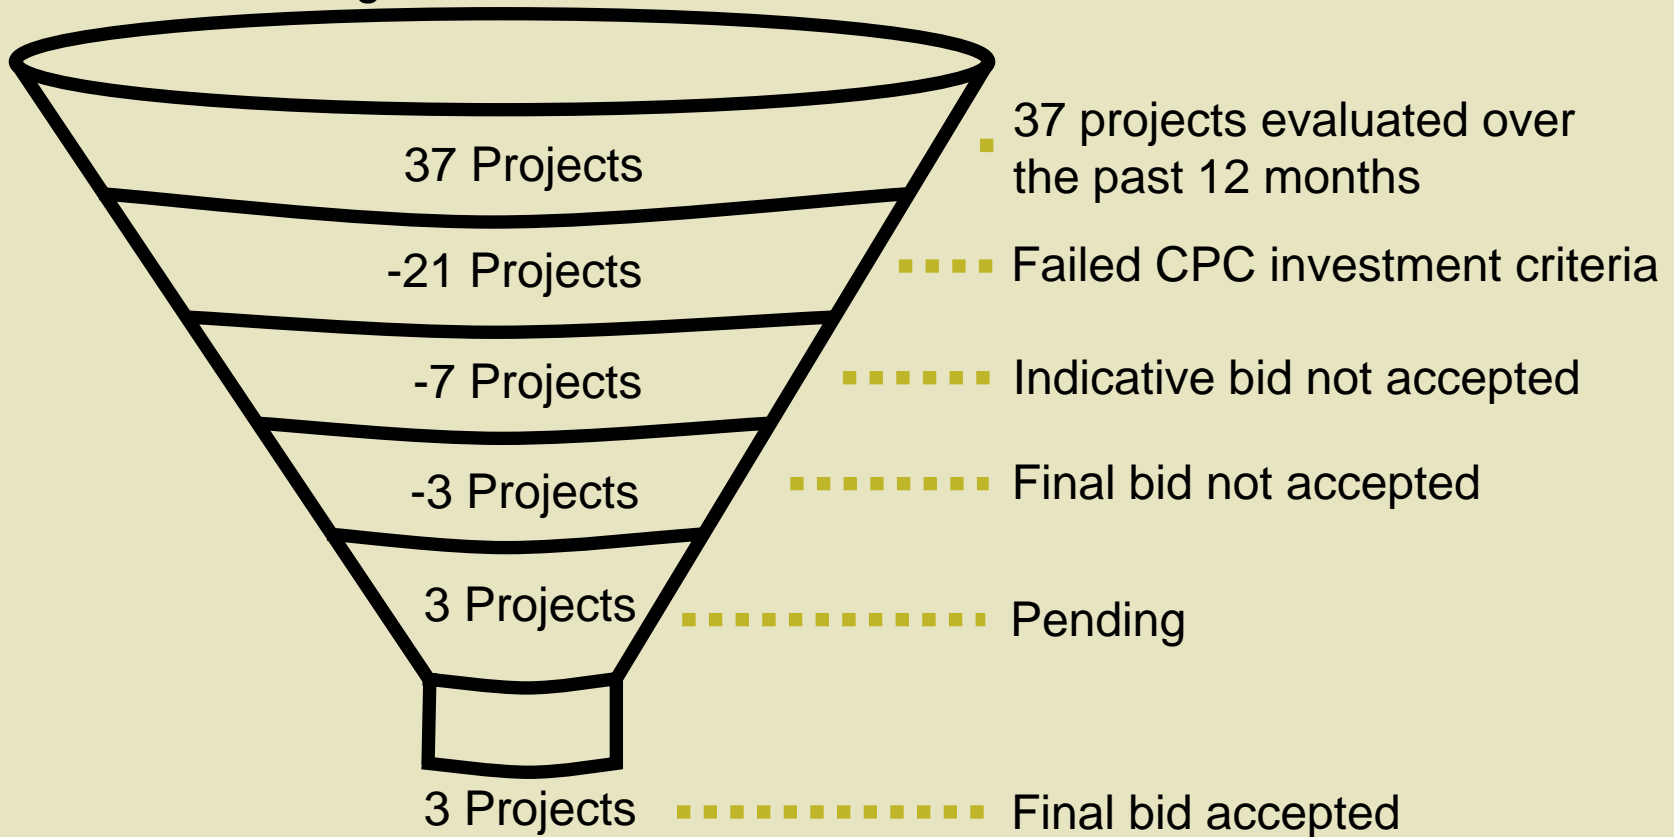 37 Projects
37 projects evaluated over
the past 12 months
-21 Projects
Failed CPC investment criteria
-7 Projects
Indicative bid not accepted
-3 Projects
Final bid not accepted
3 Projects
Pending
3 Projects
Final bid accepted